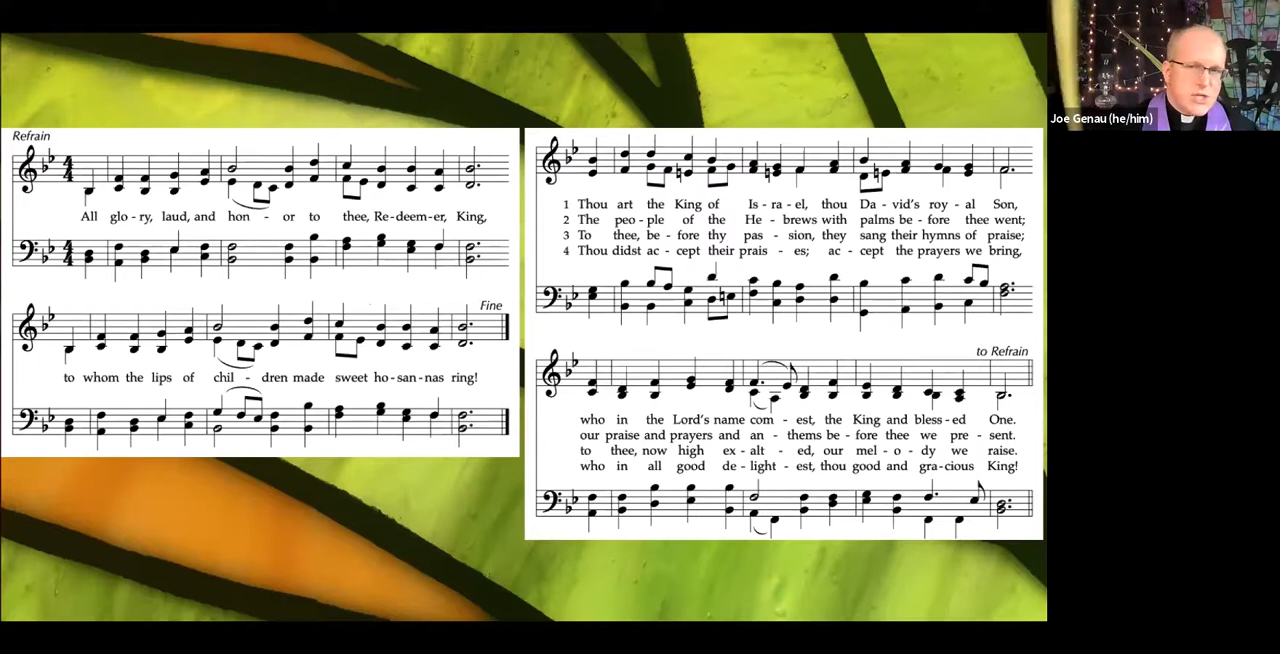 Refrain
All glo-ry, laud, and hon - or to thee, Re-deem-er, King,
Fine
to whom the lips of chil - dren made sweet ho-san-nas ring!
1 Thou art the King of Is-ra-el, thou Da-vid's roy-al Son,
2 The peo-ple of the He-brews with palms be-fore thee went;
3 To thee, be-fore thy pas-sion, they sang their hymns of praise;
4 Thou didst ac-cept their prais-es; ac-cept the prayers we bring,
to Refrain
who in the Lord's name com-est, the King and bless-ed One.
our praise and prayers and an-thems be-fore thee we pre-sent.
to thee, now high ex-alt-ed, our mel-o-dy we raise.
who in all good de-light-est, thou good and gra-cious King!
Joe Genau (he/him)